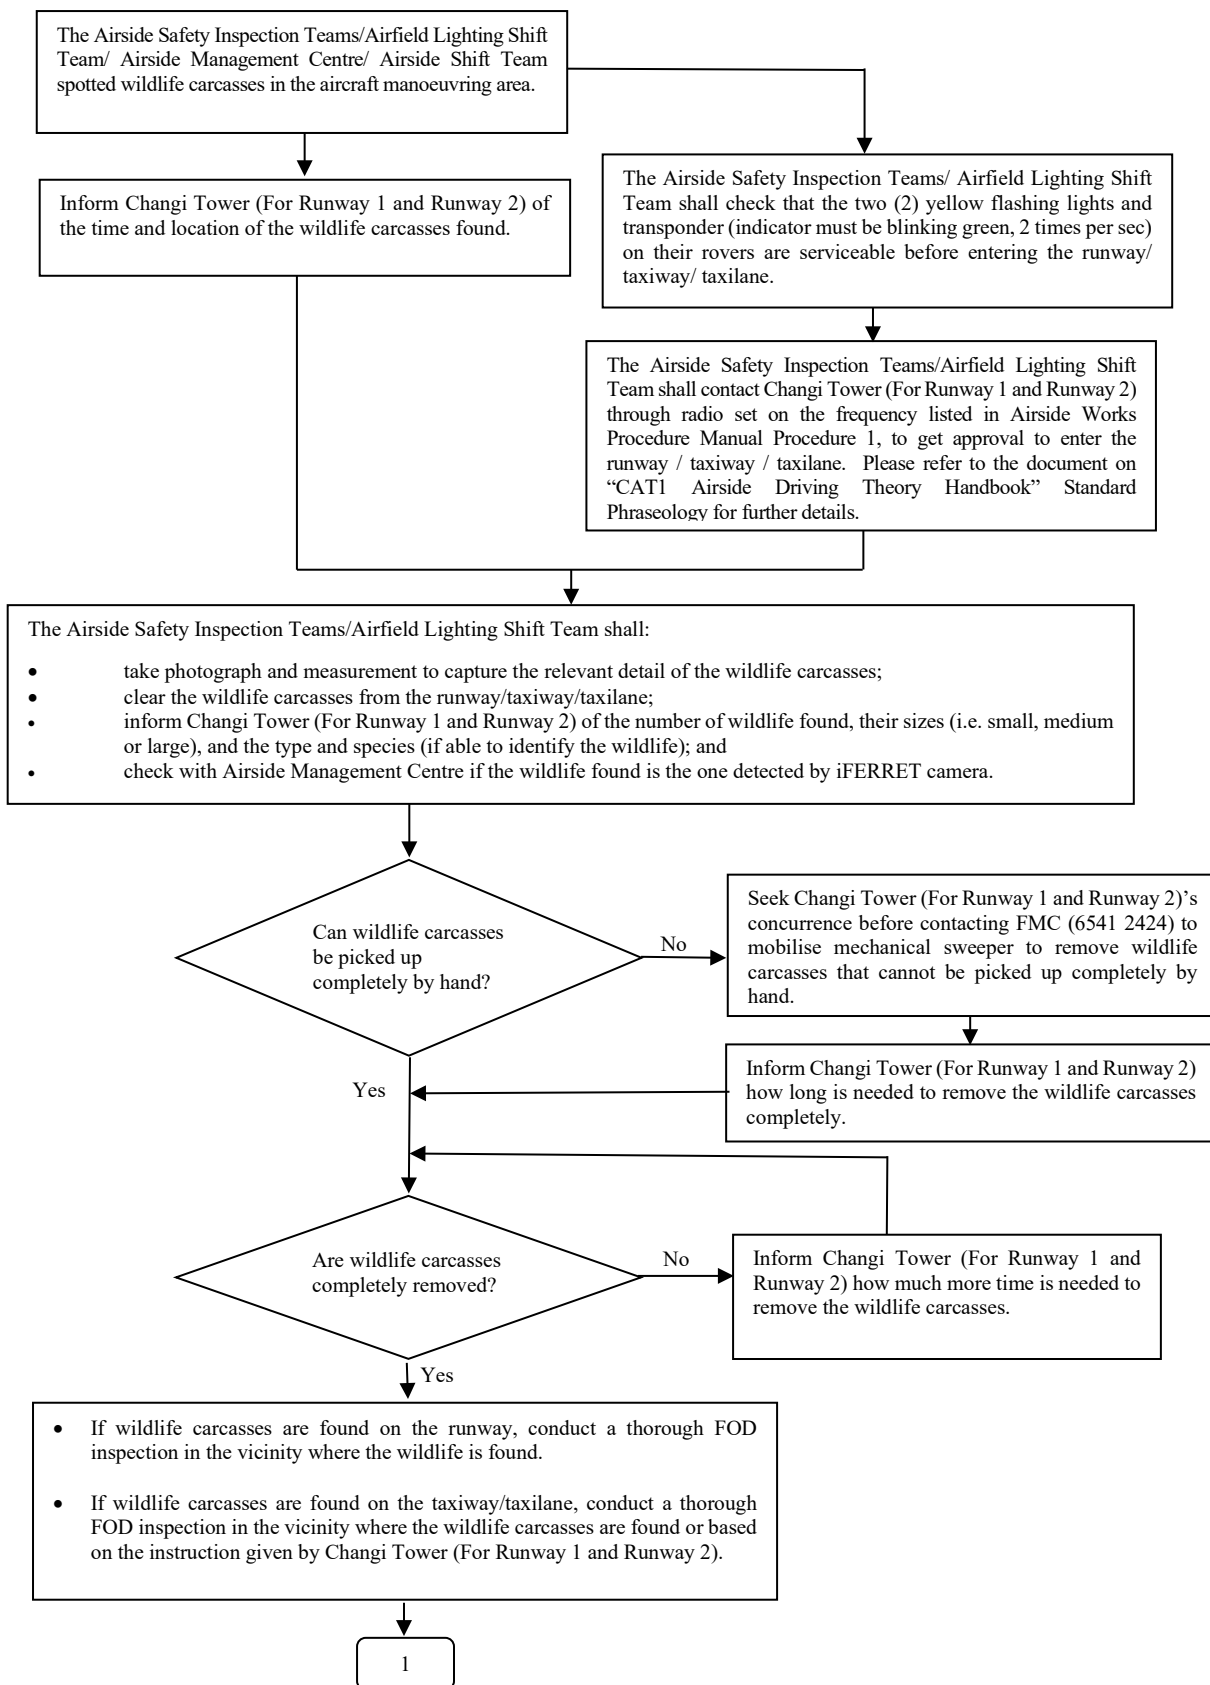 The Airside Safety Inspection Teams/Airfield Lighting Shift
Team/ Airside Management Centre/ Airside Shift Team
spotted wildlife carcasses in the aircraft manoeuvring area.
Inform Changi Tower (For Runway 1 and Runway 2) of
the time and location of the wildlife carcasses found.
The Airside Safety Inspection Teams/ Airfield Lighting Shift
Team shall check that the two (2) yellow flashing lights and
transponder (indicator must be blinking green, 2 times per sec)
on their rovers are serviceable before entering the runway/
taxiway/ taxilane.
The Airside Safety Inspection Teams/Airfield Lighting Shift
Team shall contact Changi Tower (For Runway 1 and Runway 2)
through radio set on the frequency listed in Airside Works
Procedure Manual Procedure 1, to get approval to enter the
runway / taxiway / taxilane. Please refer to the document on
“CAT1 Airside Driving Theory Handbook” Standard
Phraseology for further details.
The Airside Safety Inspection Teams/Airfield Lighting Shift Team shall:
• take photograph and measurement to capture the relevant detail of the wildlife carcasses;
• clear the wildlife carcasses from the runway/taxiway/taxilane;
• inform Changi Tower (For Runway 1 and Runway 2) of the number of wildlife found, their sizes (i.e. small, medium
or large), and the type and species (if able to identify the wildlife); and
• check with Airside Management Centre if the wildlife found is the one detected by iFERRET camera.
Can wildlife carcasses
be picked up
completely by hand?
No
Seek Changi Tower (For Runway 1 and Runway 2)’s
concurrence before contacting FMC (6541 2424) to
mobilise mechanical sweeper to remove wildlife
carcasses that cannot be picked up completely by
hand.
Inform Changi Tower (For Runway 1 and Runway 2)
how long is needed to remove the wildlife carcasses
completely.
Yes
Are wildlife carcasses
completely removed?
No
Inform Changi Tower (For Runway 1 and
Runway 2) how much more time is needed to
remove the wildlife carcasses.
Yes
• If wildlife carcasses are found on the runway, conduct a thorough FOD
inspection in the vicinity where the wildlife is found.
• If wildlife carcasses are found on the taxiway/taxilane, conduct a thorough
FOD inspection in the vicinity where the wildlife carcasses are found or based
on the instruction given by Changi Tower (For Runway 1 and Runway 2).
1